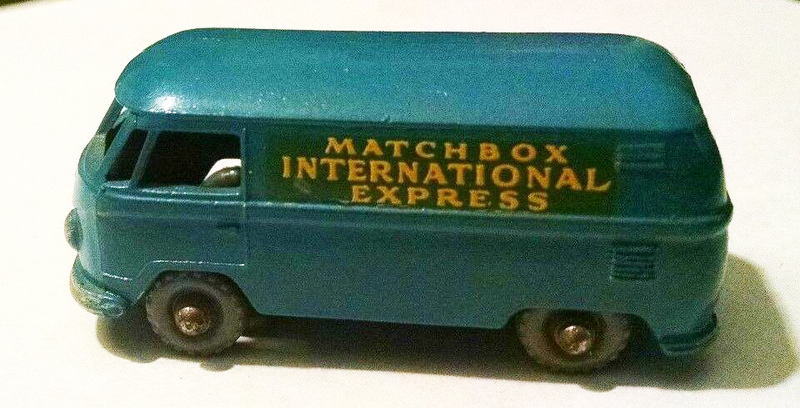 MATCHBOX
INTERNATIONAL
EXPRESS